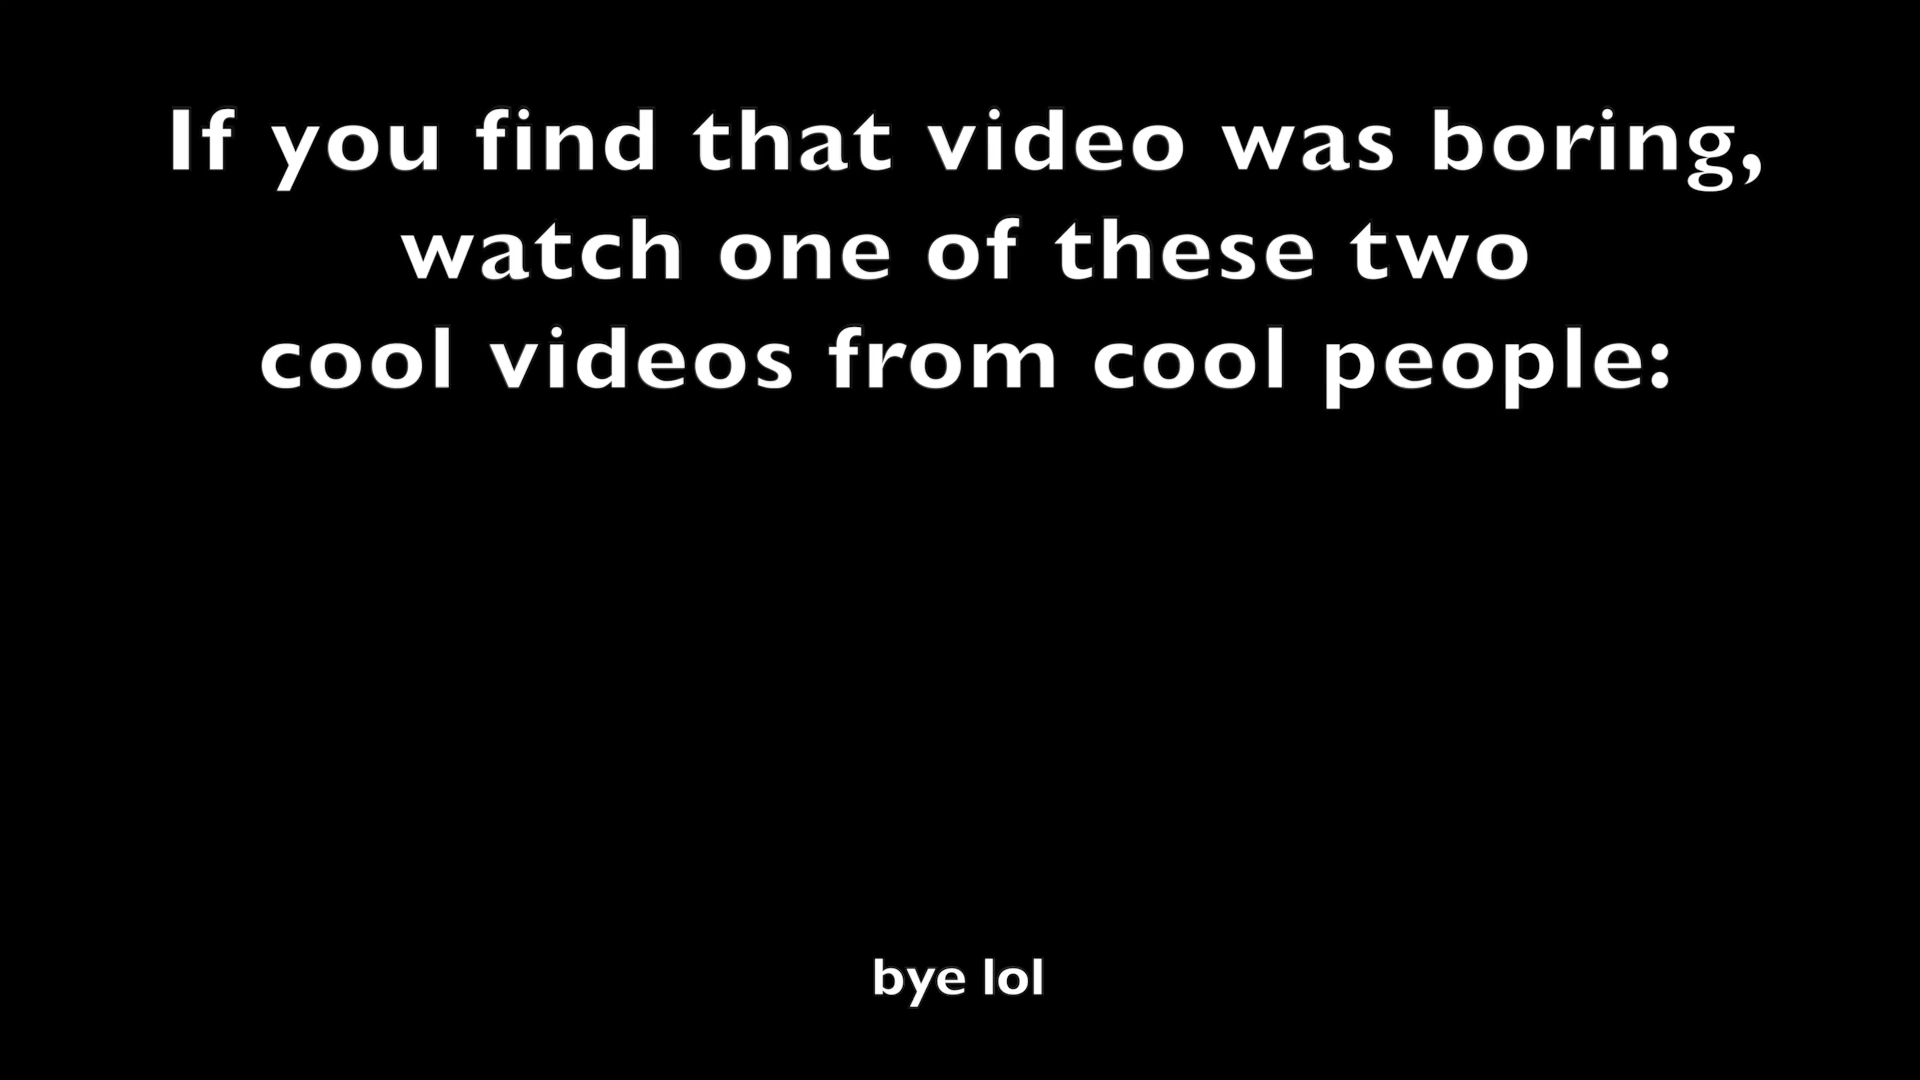 If you find that video was boring,
watch one of these two
cool videos from cool people:
bye lol